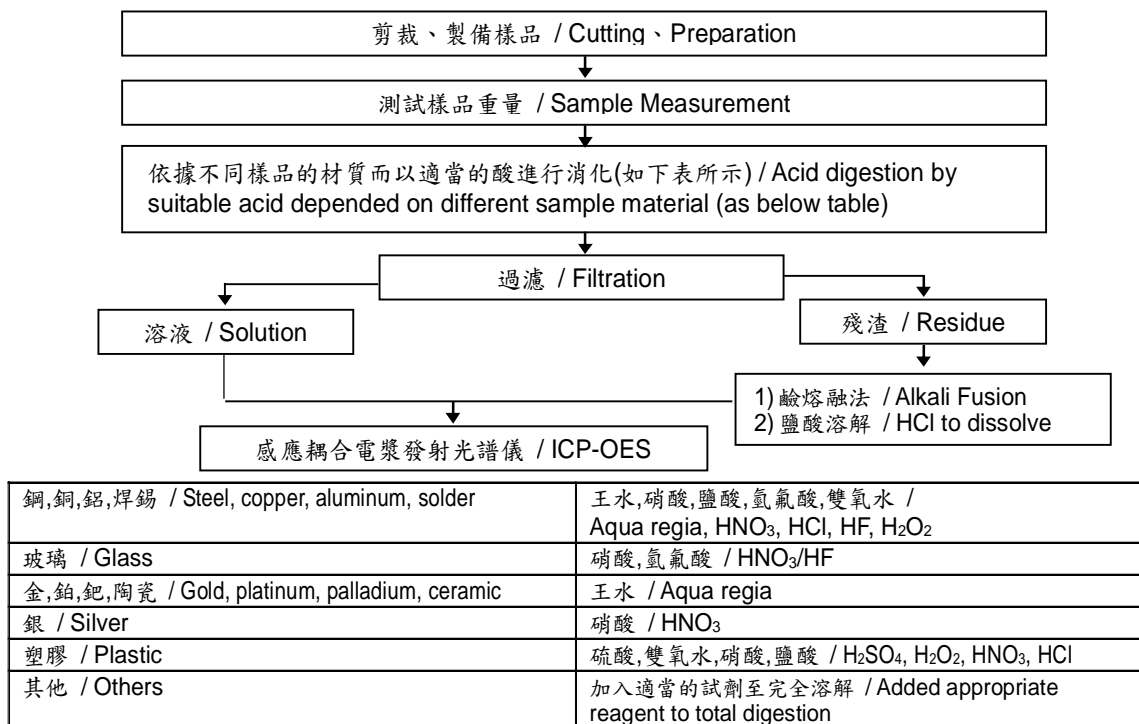 剪裁、製備樣品 / Cutting、Preparation
測試樣品重量 / Sample Measurement
依據不同樣品的材質而以適當的酸進行消化(如下表所示) / Acid digestion by
suitable acid depended on different sample material (as below table)
過濾 / Filtration
溶液 / Solution
殘渣 / Residue
1) 鹼熔融法 / Alkali Fusion
2) 鹽酸溶解 / HCl to dissolve
感應耦合電漿發射光譜儀 / ICP-OES
鋼,銅,鋁,焊錫 / Steel, copper, aluminum, solder
王水,硝酸,鹽酸,氫氟酸,雙氧水 /
Aqua regia, HNO₃, HCl, HF, H₂O₂
玻璃 / Glass
硝酸,氫氟酸 / HNO₃/HF
金,鉑,鈀,陶瓷 / Gold, platinum, palladium, ceramic
王水 / Aqua regia
銀 / Silver
硝酸 / HNO₃
塑膠 / Plastic
硫酸,雙氧水,硝酸,鹽酸 / H₂SO₄, H₂O₂, HNO₃, HCl
其他 / Others
加入適當的試劑至完全溶解 / Added appropriate
reagent to total digestion